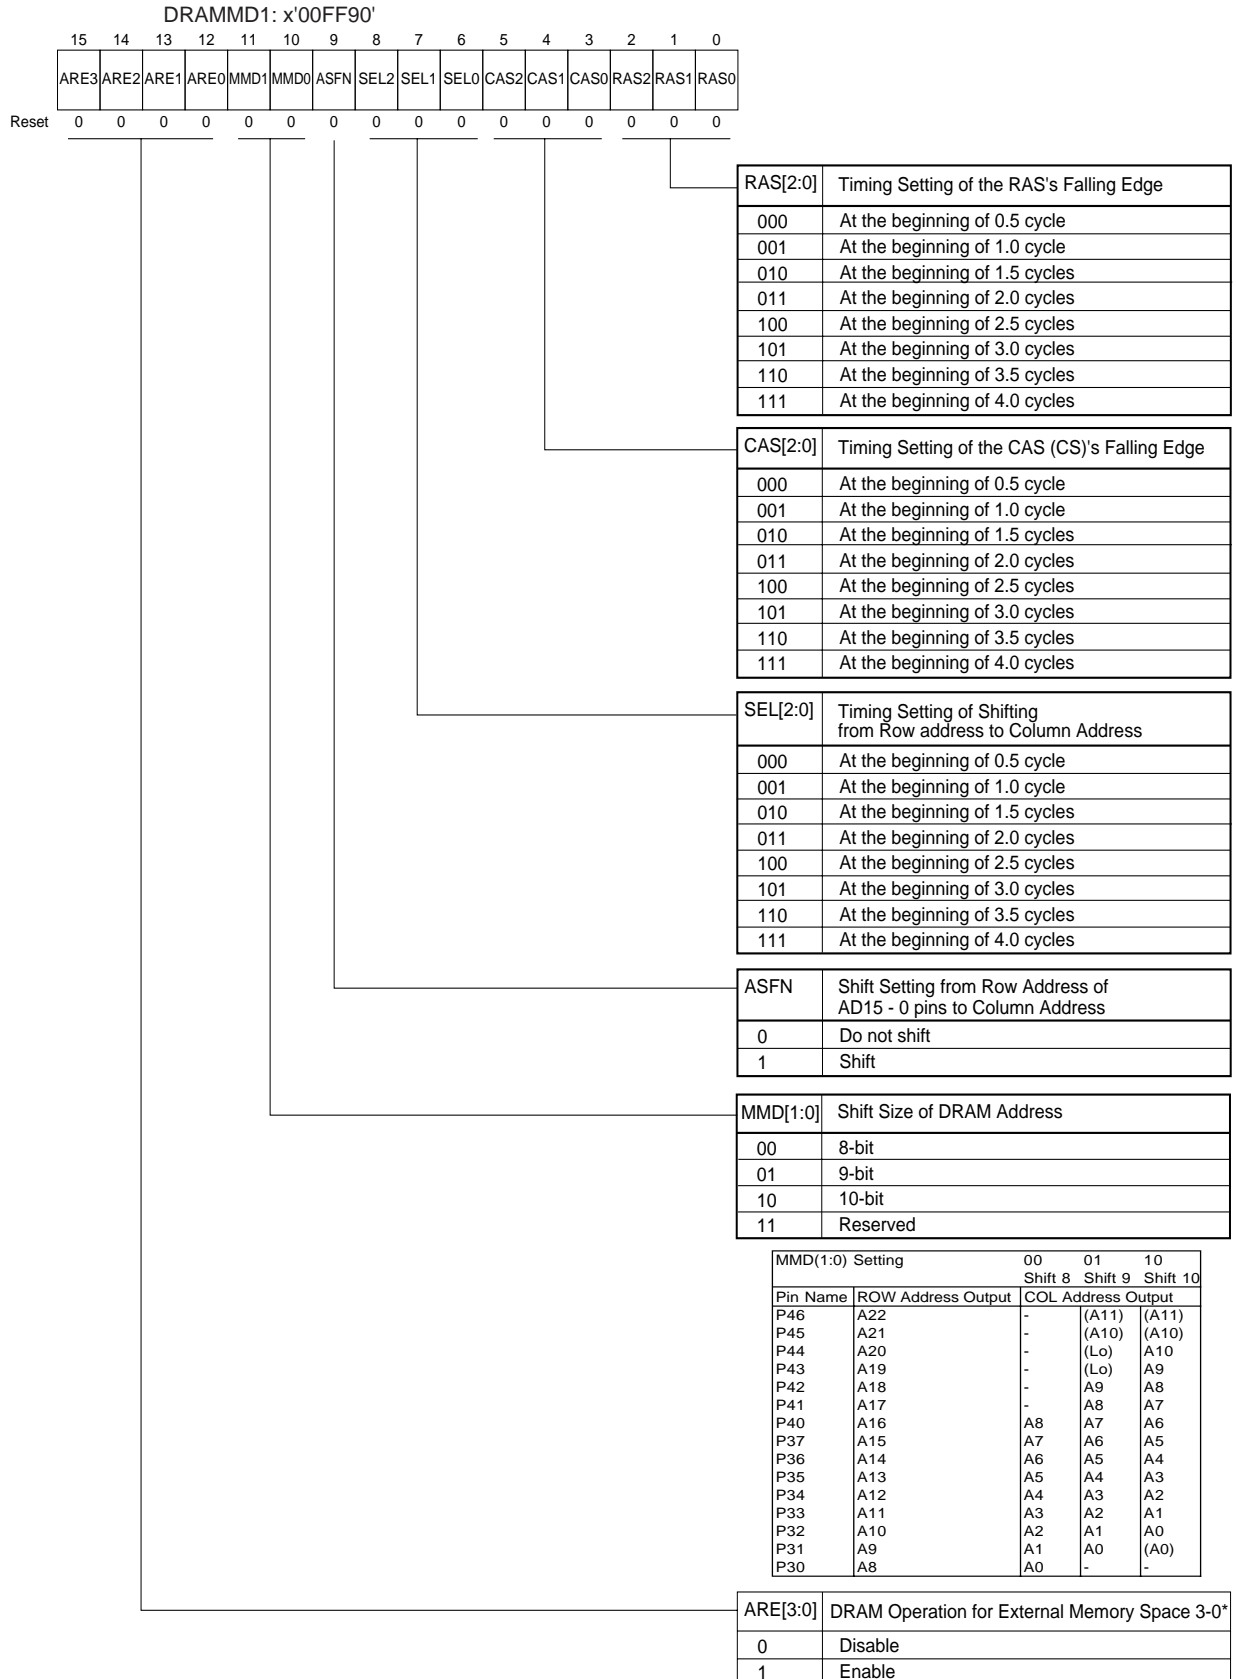 DRAMMD1: x'00FF90'
15 14 13 12 11 10 9 8 7 6 5 4 3 2 1 0
ARE3 ARE2 ARE1 ARE0 MMD1 MMD0 ASFN SEL2 SEL1 SEL0 CAS2 CAS1 CAS0 RAS2 RAS1 RAS0
Reset 0 0 0 0 0 0 0 0 0 0 0 0 0 0 0 0
RAS[2:0] Timing Setting of the RAS's Falling Edge
000 At the beginning of 0.5 cycle
001 At the beginning of 1.0 cycle
010 At the beginning of 1.5 cycles
011 At the beginning of 2.0 cycles
100 At the beginning of 2.5 cycles
101 At the beginning of 3.0 cycles
110 At the beginning of 3.5 cycles
111 At the beginning of 4.0 cycles
CAS[2:0] Timing Setting of the CAS (CS)'s Falling Edge
000 At the beginning of 0.5 cycle
001 At the beginning of 1.0 cycle
010 At the beginning of 1.5 cycles
011 At the beginning of 2.0 cycles
100 At the beginning of 2.5 cycles
101 At the beginning of 3.0 cycles
110 At the beginning of 3.5 cycles
111 At the beginning of 4.0 cycles
SEL[2:0] Timing Setting of Shifting
from Row address to Column Address
000 At the beginning of 0.5 cycle
001 At the beginning of 1.0 cycle
010 At the beginning of 1.5 cycles
011 At the beginning of 2.0 cycles
100 At the beginning of 2.5 cycles
101 At the beginning of 3.0 cycles
110 At the beginning of 3.5 cycles
111 At the beginning of 4.0 cycles
ASFN Shift Setting from Row Address of
AD15 - 0 pins to Column Address
0 Do not shift
1 Shift
MMD[1:0] Shift Size of DRAM Address
00 8-bit
01 9-bit
10 10-bit
11 Reserved
MMD(1:0) Setting 00 01 10
Shift 8 Shift 9 Shift 10
Pin Name ROW Address Output COL Address Output
P46 A22 - (A11) (A11)
P45 A21 - (A10) (A10)
P44 A20 - (Lo) A10
P43 A19 - (Lo) A9
P42 A18 - A9 A8
P41 A17 - A8 A7
P40 A16 A8 A7 A6
P37 A15 A7 A6 A5
P36 A14 A6 A5 A4
P35 A13 A5 A4 A3
P34 A12 A4 A3 A2
P33 A11 A3 A2 A1
P32 A10 A2 A1 A0
P31 A9 A1 A0 (A0)
P30 A8 A0 - -
ARE[3:0] DRAM Operation for External Memory Space 3-0*
0 Disable
1 Enable